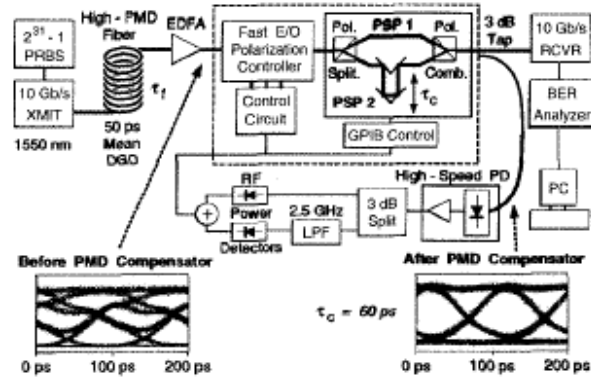 High - PMD
Fiber
EDFA
2³¹- 1
PRBS
10 Gb/s
XMIT
1550 nm
τf
50 ps
Mean
DGD
Fast E/O
Polarization
Controller
Control
Circuit
Pol.
Split.
PSP 1
PSP 2
Pol.
Comb.
τc
GPIB Control
3 dB
Tap
10 Gb/s
RCVR
BER
Analyzer
PC
High - Speed PD
3 dB
Split
2.5 GHz
LPF
RF
Power
Detectors
+
Before PMD Compensator
0 ps 100 ps 200 ps
τc = 60 ps
After PMD Compensator
0 ps 100 ps 200 ps